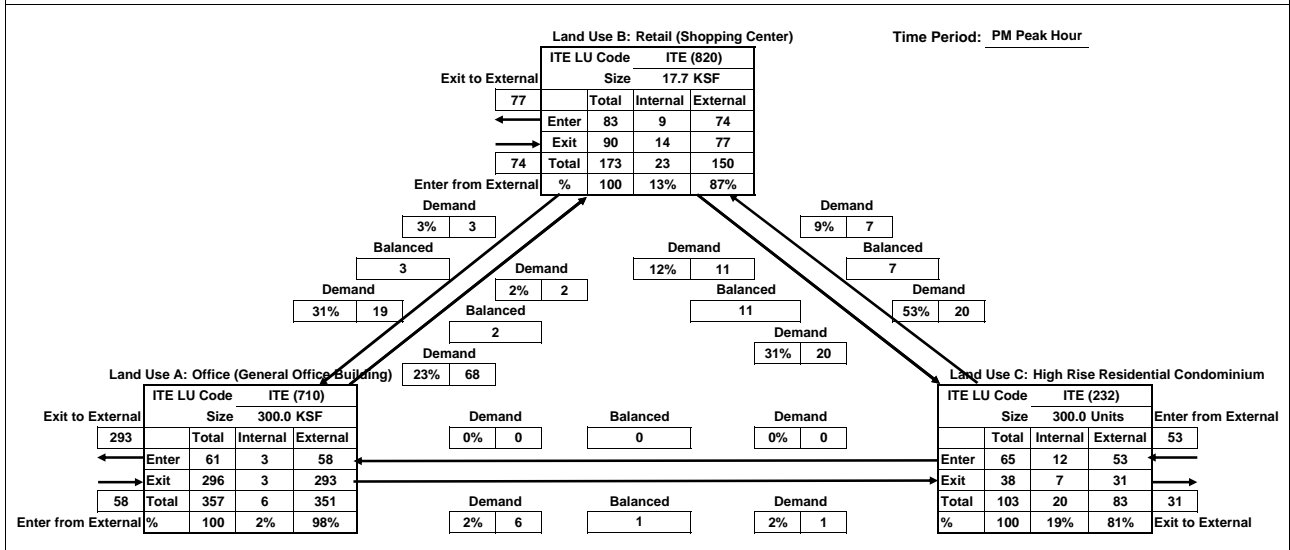 Land Use B: Retail (Shopping Center)
Time Period: PM Peak Hour
ITE LU Code ITE (820)
Exit to External Size 17.7 KSF
77 Total Internal External
Enter 83 9 74
Exit 90 14 77
74 Total 173 23 150
Enter from External % 100 13% 87%
Demand Demand
3% 3 9% 7
Balanced Demand Balanced
3 12% 11 7
Demand
2% 2
Demand Balanced Demand
31% 19 11 53% 20
Balanced
2
Demand
31% 20
Demand
23% 68
Land Use A: Office (General Office Building)
Land Use C: High Rise Residential Condominium
ITE LU Code ITE (710) ITE LU Code ITE (232)
Exit to External Size 300.0 KSF Demand Balanced Demand Size 300.0 Units Enter from External
293 Total Internal External 0% 0 0 0% 0 Total Internal External 53
Enter 61 3 58 Enter 65 12 53
Exit 296 3 293 Exit 38 7 31
58 Total 357 6 351 Demand Balanced Demand Total 103 20 83 31
Enter from External % 100 2% 98% 2% 6 1 2% 1 % 100 19% 81% Exit to External